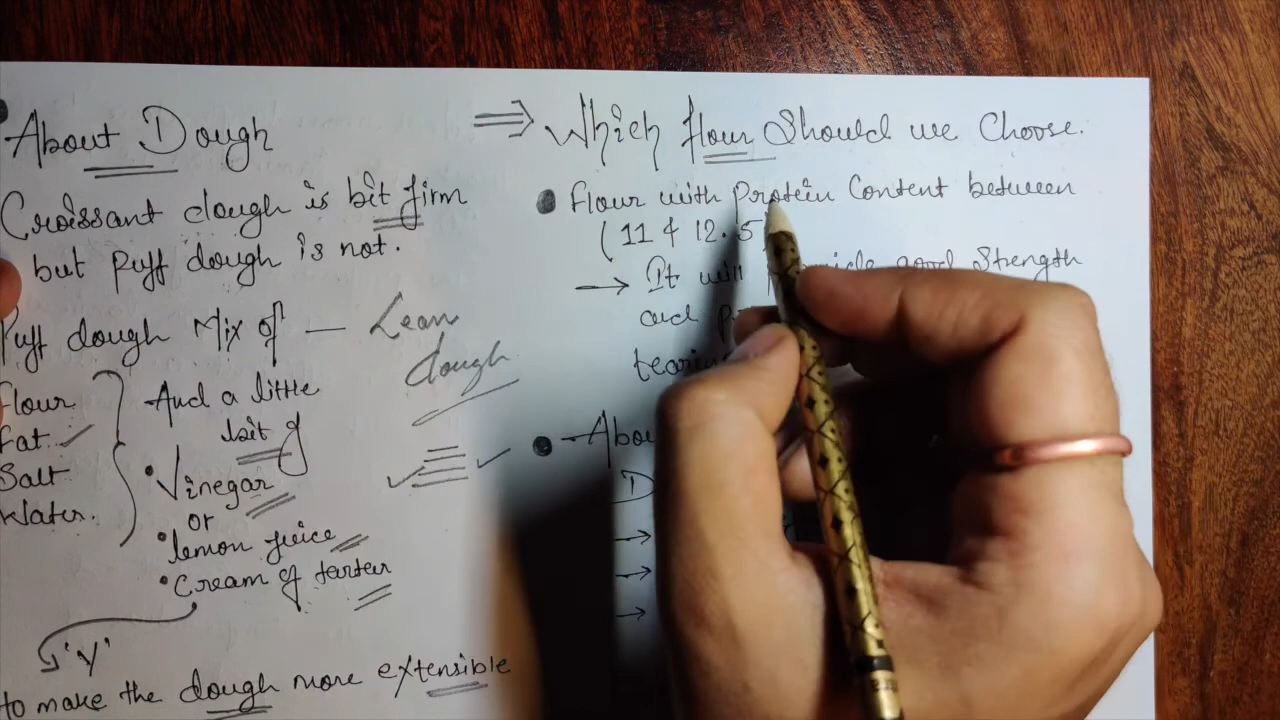 About Dough
Croissant dough is bit firm
but Puff dough is not.
Puff dough Mix of — Lean
dough
flour
fat ✓
Salt
Water.
And a little
bit of
• Vinegar
or
• lemon juice
• Cream of tarter
'Y'
to make the dough more extensible
⇒ Which flour Should we Choose.
• flour with Protein Content between
(11 & 12.5
→ It will provide good Strength
and
tearing
• Abou
D
→
→
→